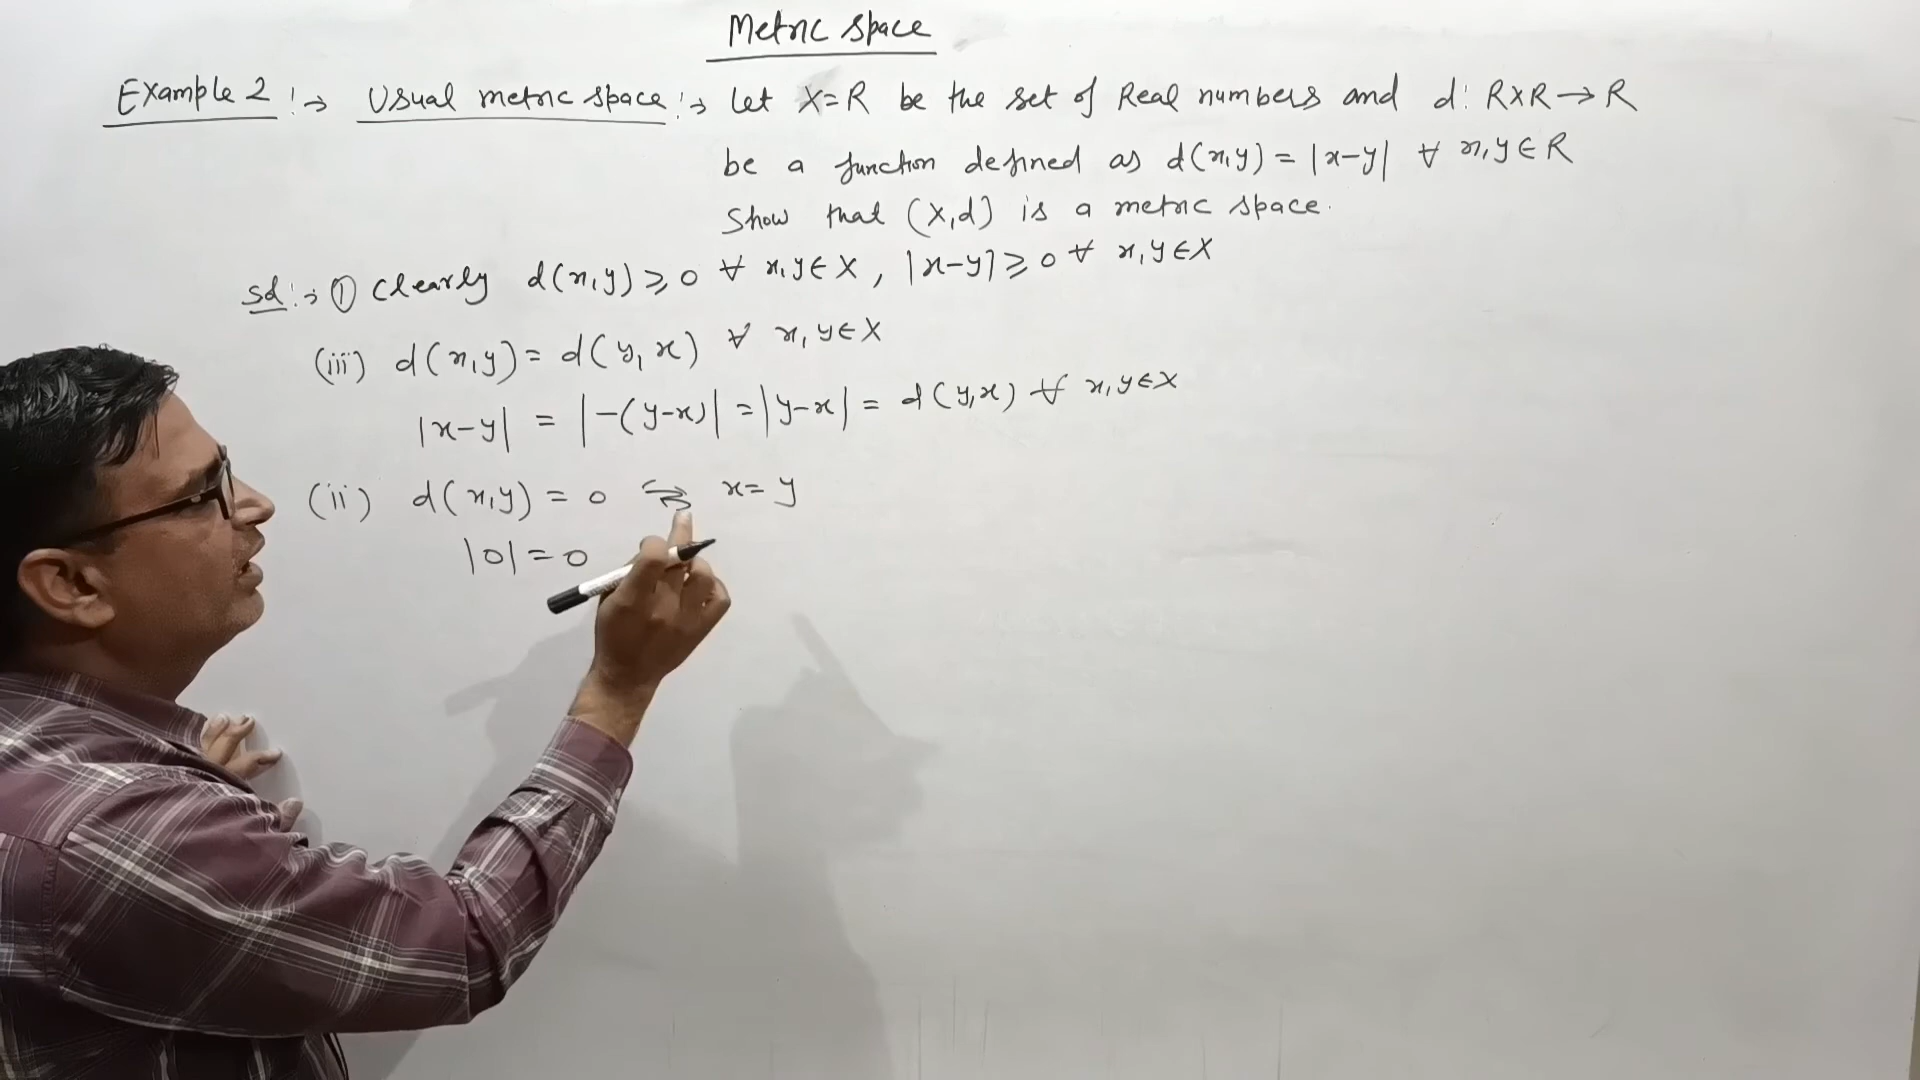 Metric space
Example 2 :→ Usual metric space :→ Let X=R be the set of Real numbers and d: R×R→R
be a function defined as d(x,y) = |x-y| ∀ x,y∈R
Show that (X,d) is a metric space.
Sol :→ ① Clearly d(x,y) ≥ 0 ∀ x,y∈X , |x-y| ≥ 0 ∀ x,y∈X
(iii) d(x,y) = d(y,x) ∀ x,y∈X
|x-y| = |-(y-x)| = |y-x| = d(y,x) ∀ x,y∈X
(ii) d(x,y) = 0 ⇔ x=y
|0| = 0